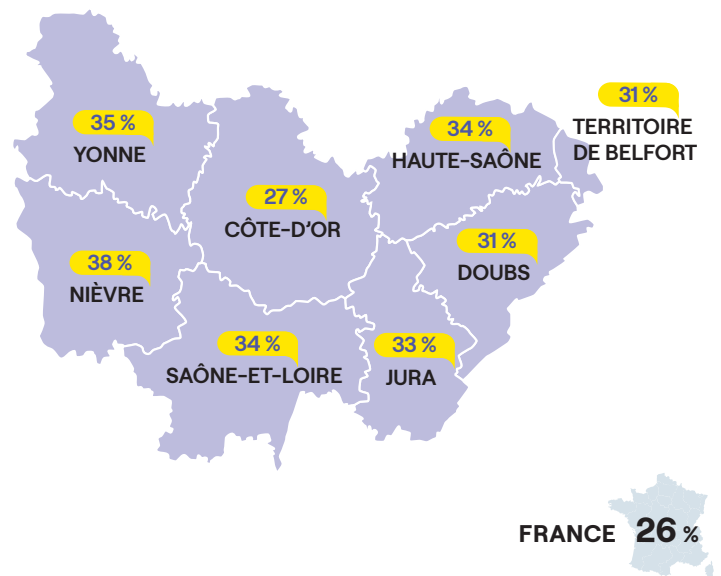 31 %
TERRITOIRE
DE BELFORT
35 %
YONNE
34 %
HAUTE-SAÔNE
27 %
CÔTE-D’OR
31 %
DOUBS
38 %
NIÈVRE
34 %
SAÔNE-ET-LOIRE
33 %
JURA
FRANCE 26 %